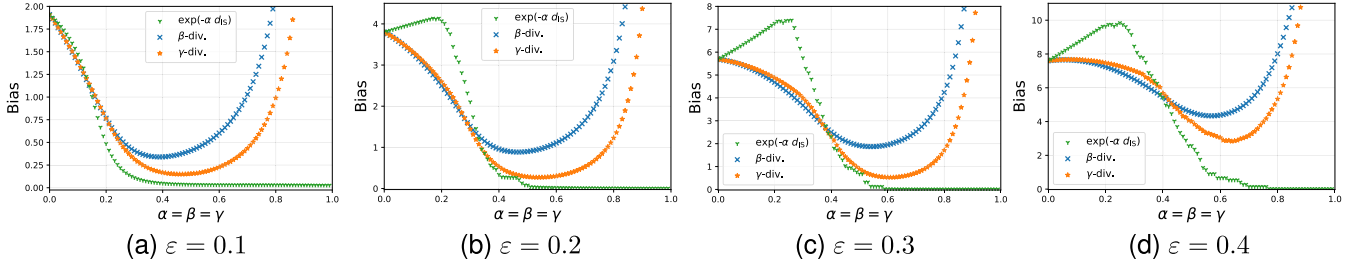 Bias
2.00
1.75
1.50
1.25
1.00
0.75
0.50
0.25
0.00
exp(-α d_IS)
β-div.
γ-div.
0.0 0.2 0.4 0.6 0.8 1.0
α = β = γ
(a) ε = 0.1
Bias
4
3
2
1
0
exp(-α d_IS)
β-div.
γ-div.
0.0 0.2 0.4 0.6 0.8 1.0
α = β = γ
(b) ε = 0.2
Bias
8
7
6
5
4
3
2
1
0
exp(-α d_IS)
β-div.
γ-div.
0.0 0.2 0.4 0.6 0.8 1.0
α = β = γ
(c) ε = 0.3
Bias
10
8
6
4
2
0
exp(-α d_IS)
β-div.
γ-div.
0.0 0.2 0.4 0.6 0.8 1.0
α = β = γ
(d) ε = 0.4